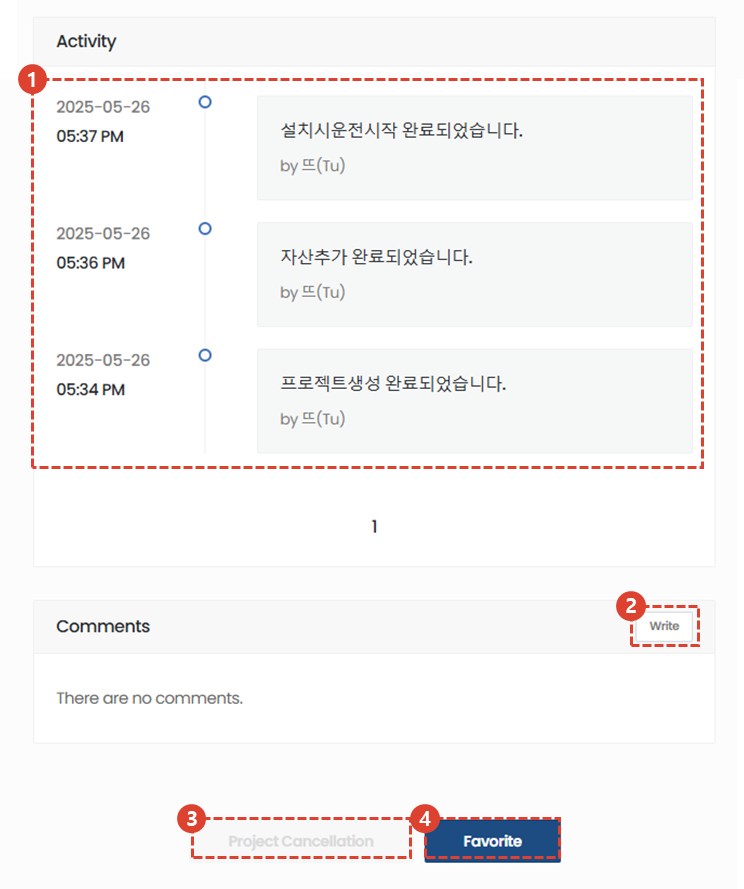 Activity
1
2025-05-26
05:37 PM
설치시운전시작 완료되었습니다.
by 뜨(Tu)
2025-05-26
05:36 PM
자산추가 완료되었습니다.
by 뜨(Tu)
2025-05-26
05:34 PM
프로젝트생성 완료되었습니다.
by 뜨(Tu)
1
2
Comments
Write
There are no comments.
3
Project Cancellation
4
Favorite